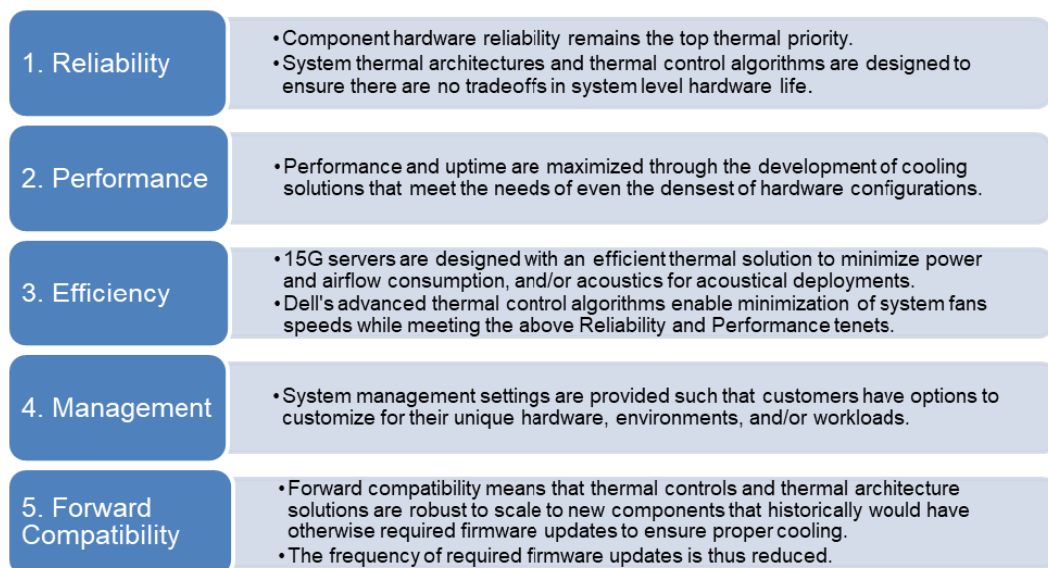 1. Reliability
•Component hardware reliability remains the top thermal priority.
•System thermal architectures and thermal control algorithms are designed to
ensure there are no tradeoffs in system level hardware life.
2. Performance
•Performance and uptime are maximized through the development of cooling
solutions that meet the needs of even the densest of hardware configurations.
3. Efficiency
•15G servers are designed with an efficient thermal solution to minimize power
and airflow consumption, and/or acoustics for acoustical deployments.
•Dell's advanced thermal control algorithms enable minimization of system fans
speeds while meeting the above Reliability and Performance tenets.
4. Management
•System management settings are provided such that customers have options to
customize for their unique hardware, environments, and/or workloads.
5. Forward
Compatibility
•Forward compatibility means that thermal controls and thermal architecture
solutions are robust to scale to new components that historically would have
otherwise required firmware updates to ensure proper cooling.
•The frequency of required firmware updates is thus reduced.